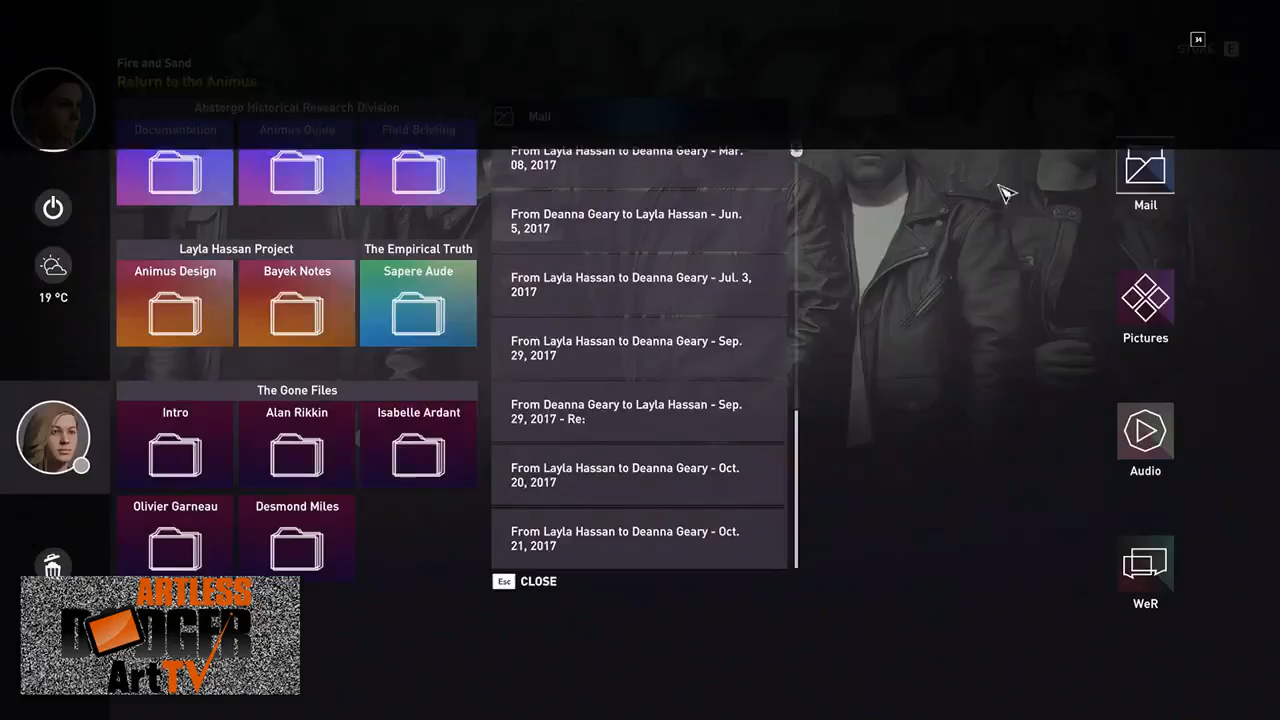 Fire and Sand
Return to the Animus
STORE E
Abstergo Historical Research Division
Documentation
Animus Guide
Field Briefing
Layla Hassan Project
The Empirical Truth
Animus Design
Bayek Notes
Sapere Aude
19 °C
The Gone Files
Intro
Alan Rikkin
Isabelle Ardant
Olivier Garneau
Desmond Miles
Mail
From Layla Hassan to Deanna Geary - Mar.
08, 2017
From Deanna Geary to Layla Hassan - Jun.
5, 2017
From Layla Hassan to Deanna Geary - Jul. 3,
2017
From Layla Hassan to Deanna Geary - Sep.
29, 2017
From Deanna Geary to Layla Hassan - Sep.
29, 2017 - Re:
From Layla Hassan to Deanna Geary - Oct.
20, 2017
From Layla Hassan to Deanna Geary - Oct.
21, 2017
Esc CLOSE
Mail
Pictures
Audio
WeR
ARTLESS
DODGER
ArtTV